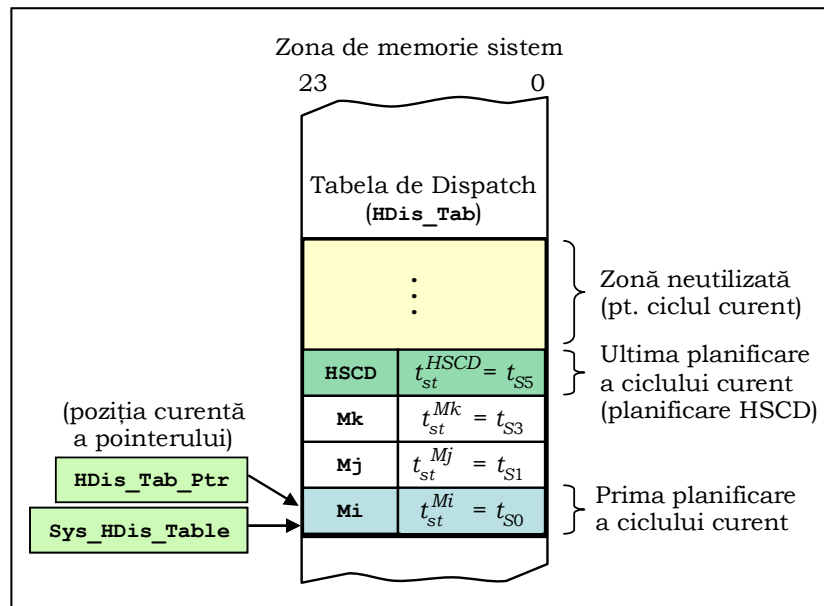 Zona de memorie sistem
23 0
Tabela de Dispatch
(HDis_Tab)
Zonă neutilizată
(pt. ciclul curent)
HSCD t_st^HSCD = t_S5
Ultima planificare
a ciclului curent
(planificare HSCD)
(poziția curentă
a pointerului)
Mk t_st^Mk = t_S3
Mj t_st^Mj = t_S1
HDis_Tab_Ptr
Mi t_st^Mi = t_S0
Sys_HDis_Table
Prima planificare
a ciclului curent